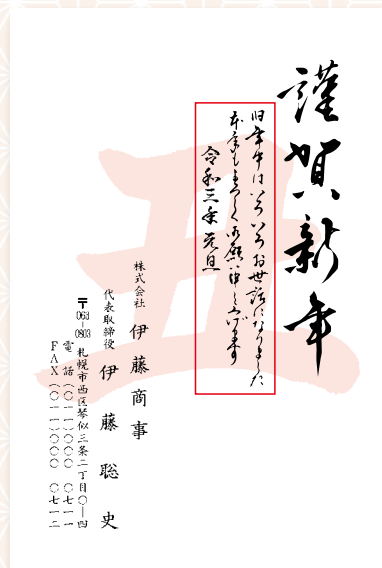 謹賀新年
旧年中はいろいろお世話になりました
本年もよろしく御願い申し上げます
令和三年元旦
株式会社 伊藤商事
代表取締役 伊藤聡史
〒063-0803 札幌市西区琴似三条二丁目〇―四
電話(〇一一)〇〇〇 〇七一一
FAX(〇一一)〇〇〇 〇七一二
丑